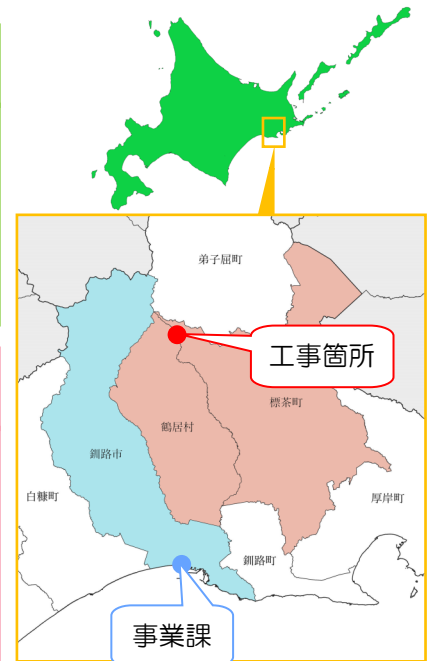 弟子屈町
工事箇所
標茶町
鶴居村
釧路市
白糠町
厚岸町
釧路町
事業課